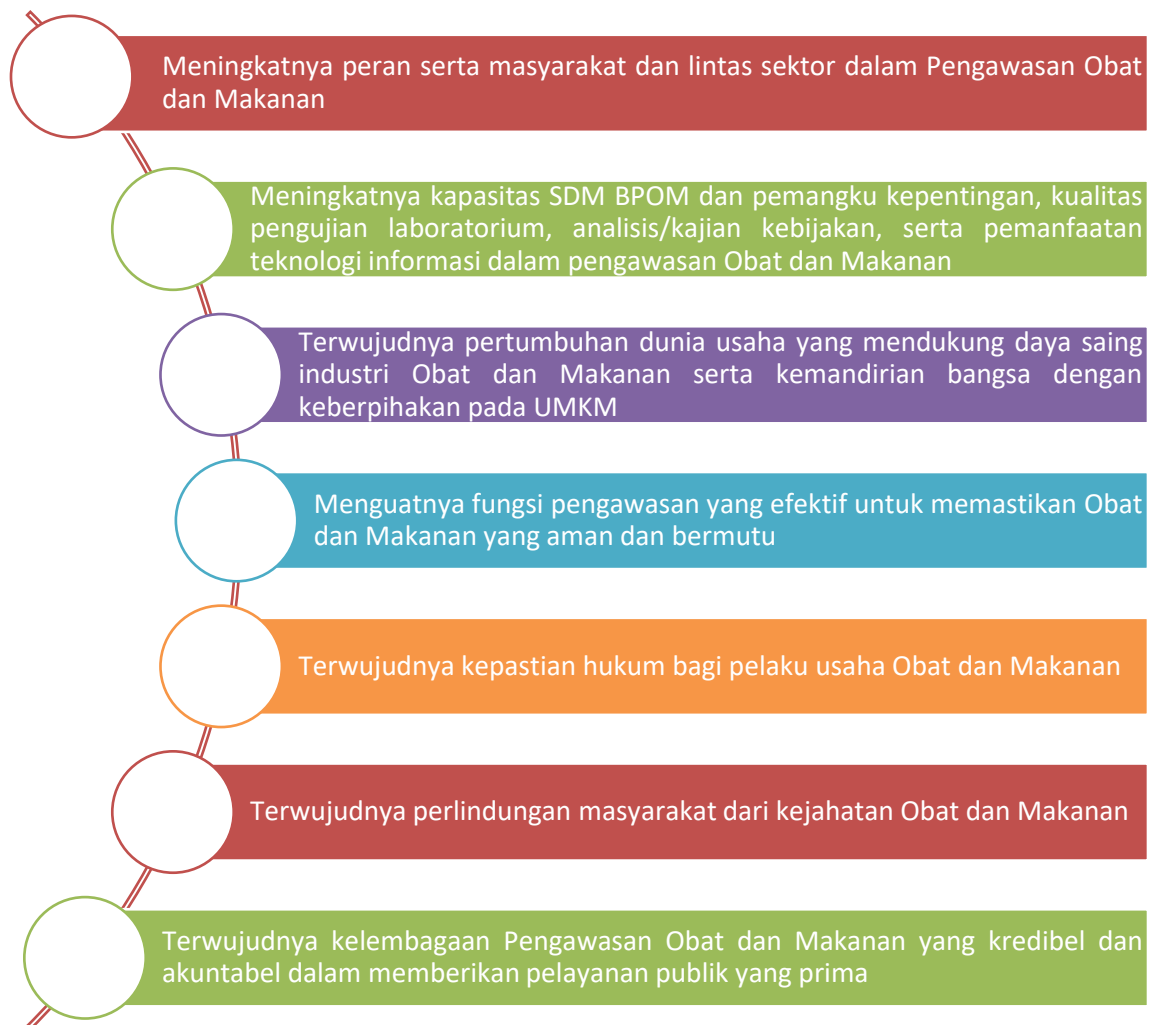 Meningkatnya peran serta masyarakat dan lintas sektor dalam Pengawasan Obat
dan Makanan
Meningkatnya kapasitas SDM BPOM dan pemangku kepentingan, kualitas
pengujian laboratorium, analisis/kajian kebijakan, serta pemanfaatan
teknologi informasi dalam pengawasan Obat dan Makanan
Terwujudnya pertumbuhan dunia usaha yang mendukung daya saing
industri Obat dan Makanan serta kemandirian bangsa dengan
keberpihakan pada UMKM
Menguatnya fungsi pengawasan yang efektif untuk memastikan Obat
dan Makanan yang aman dan bermutu
Terwujudnya kepastian hukum bagi pelaku usaha Obat dan Makanan
Terwujudnya perlindungan masyarakat dari kejahatan Obat dan Makanan
Terwujudnya kelembagaan Pengawasan Obat dan Makanan yang kredibel dan
akuntabel dalam memberikan pelayanan publik yang prima